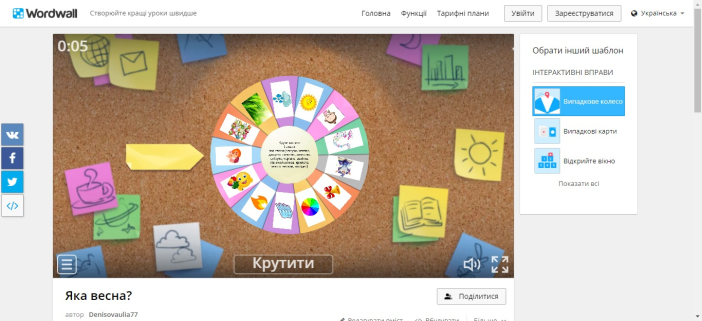 Wordwall
Створюйте кращі уроки швидше
Головна
Функції
Тарифні плани
Увійти
Зареєструватися
Українська
0:05
Крутити
Обрати інший шаблон
ІНТЕРАКТИВНІ ВПРАВИ
Випадкове колесо
Випадкові карти
Відкрийте вікно
Показати всі
Яка весна?
Поділитися
автор Denisovaulia77
Редагувати вміст
Вбудувати
Більше